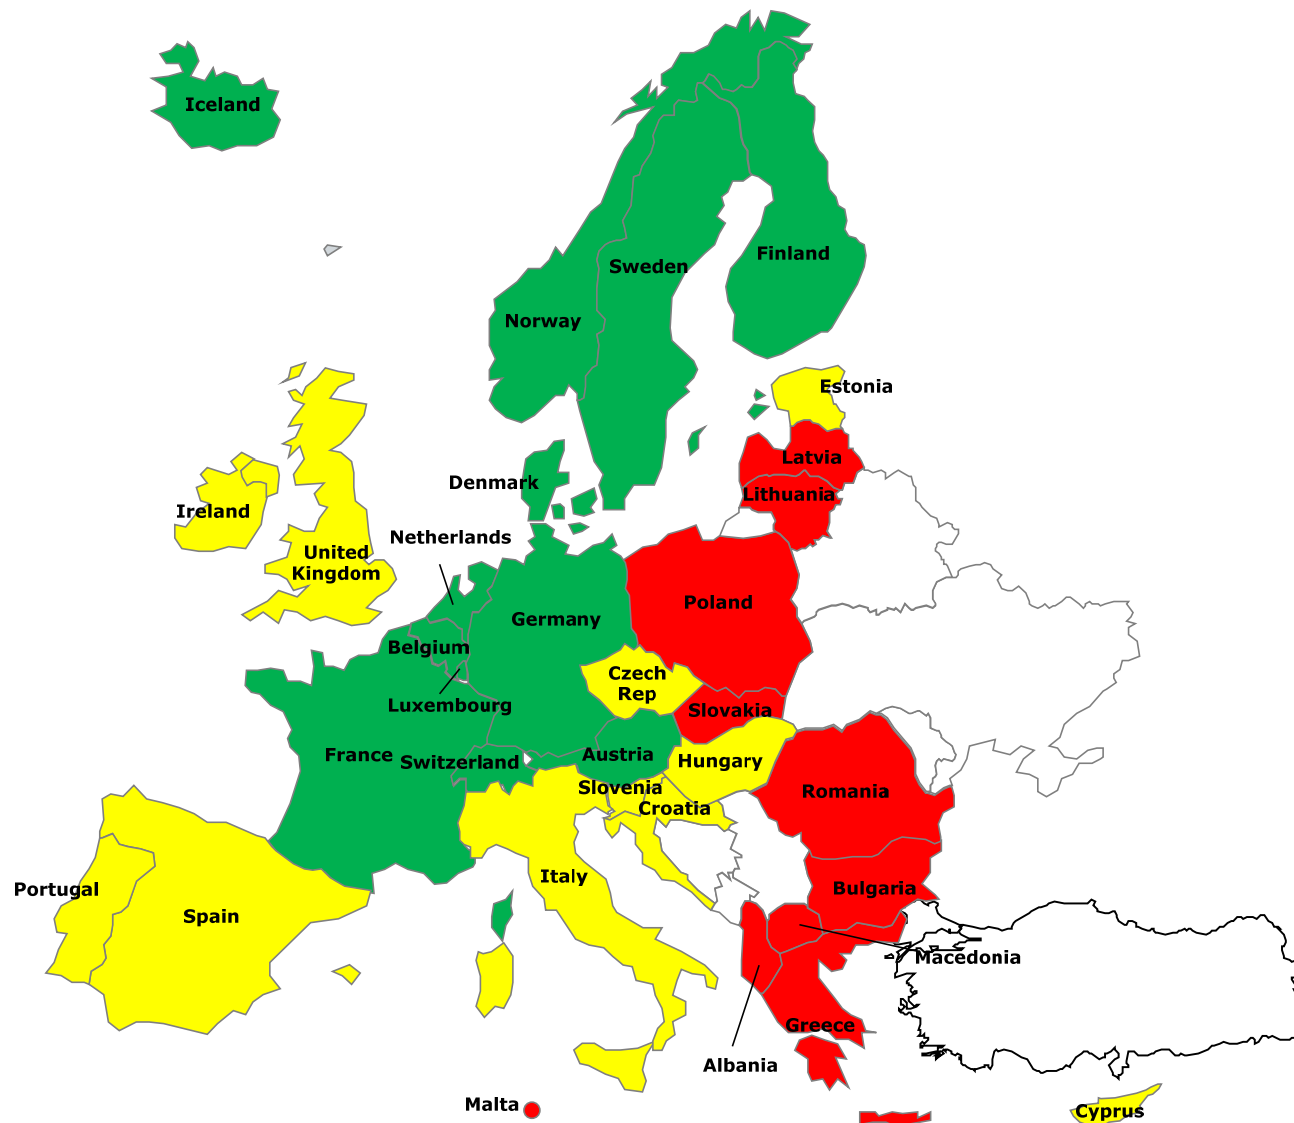 Iceland
Finland
Sweden
Norway
Estonia
Latvia
Denmark
Lithuania
Ireland
Netherlands
United
Kingdom
Poland
Germany
Belgium
Czech
Rep
Luxembourg
Slovakia
France
Switzerland
Austria
Hungary
Slovenia
Romania
Croatia
Italy
Bulgaria
Portugal
Spain
Macedonia
Greece
Albania
Malta
Cyprus